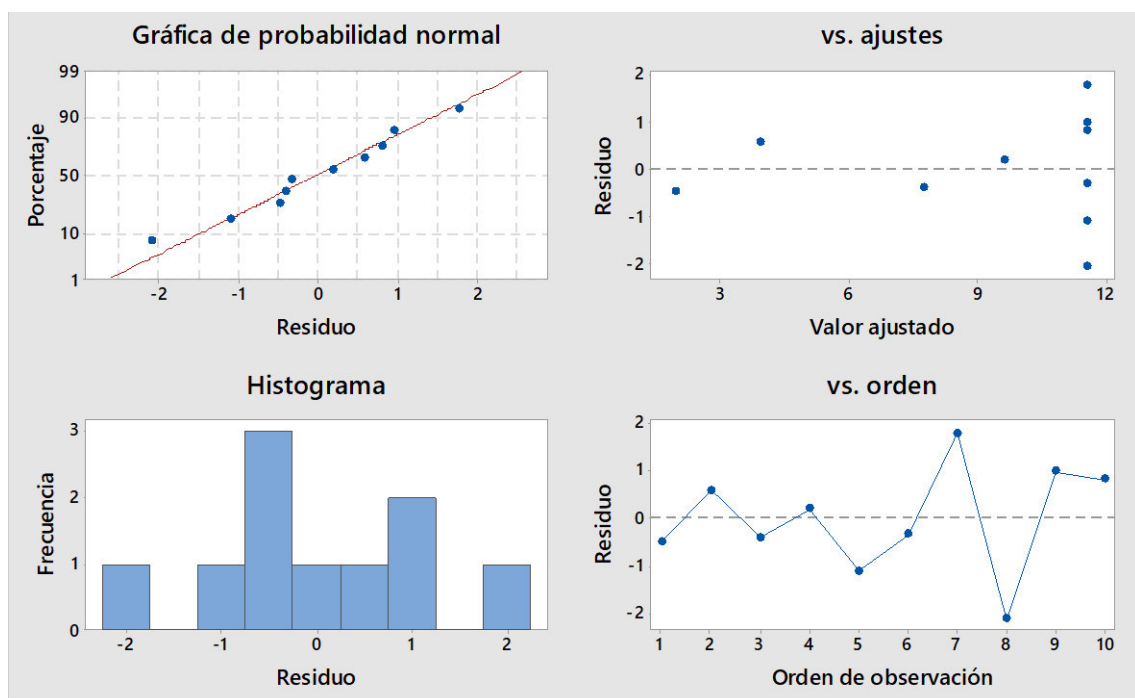 Gráfica de probabilidad normal
99
90
50
10
1
Porcentaje
-2 -1 0 1 2
Residuo
vs. ajustes
2
1
0
-1
-2
Residuo
3 6 9 12
Valor ajustado
Histograma
3
2
1
0
Frecuencia
-2 -1 0 1 2
Residuo
vs. orden
2
1
0
-1
-2
Residuo
1 2 3 4 5 6 7 8 9 10
Orden de observación